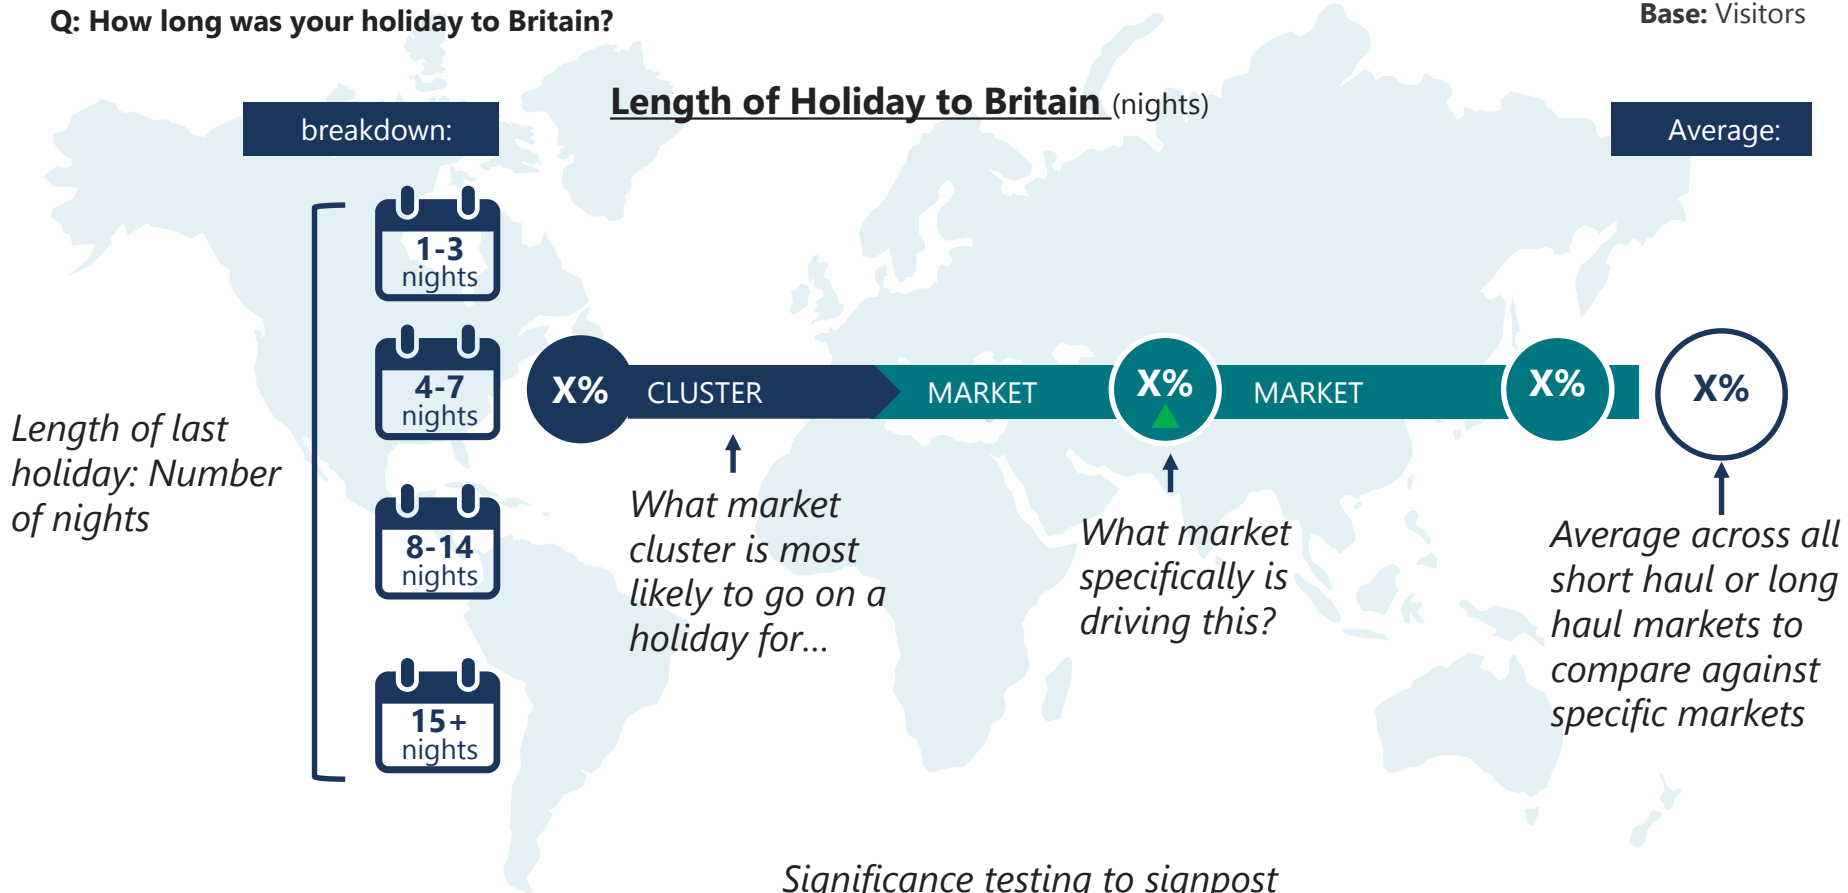 Q: How long was your holiday to Britain?
Base: Visitors
Length of Holiday to Britain (nights)
breakdown:
Average:
1-3
nights
4-7
nights
8-14
nights
15+
nights
Length of last
holiday: Number
of nights
X%
CLUSTER
MARKET
X%
MARKET
X%
X%
What market
cluster is most
likely to go on a
holiday for...
What market
specifically is
driving this?
Average across all
short haul or long
haul markets to
compare against
specific markets
Significance testing to signpost